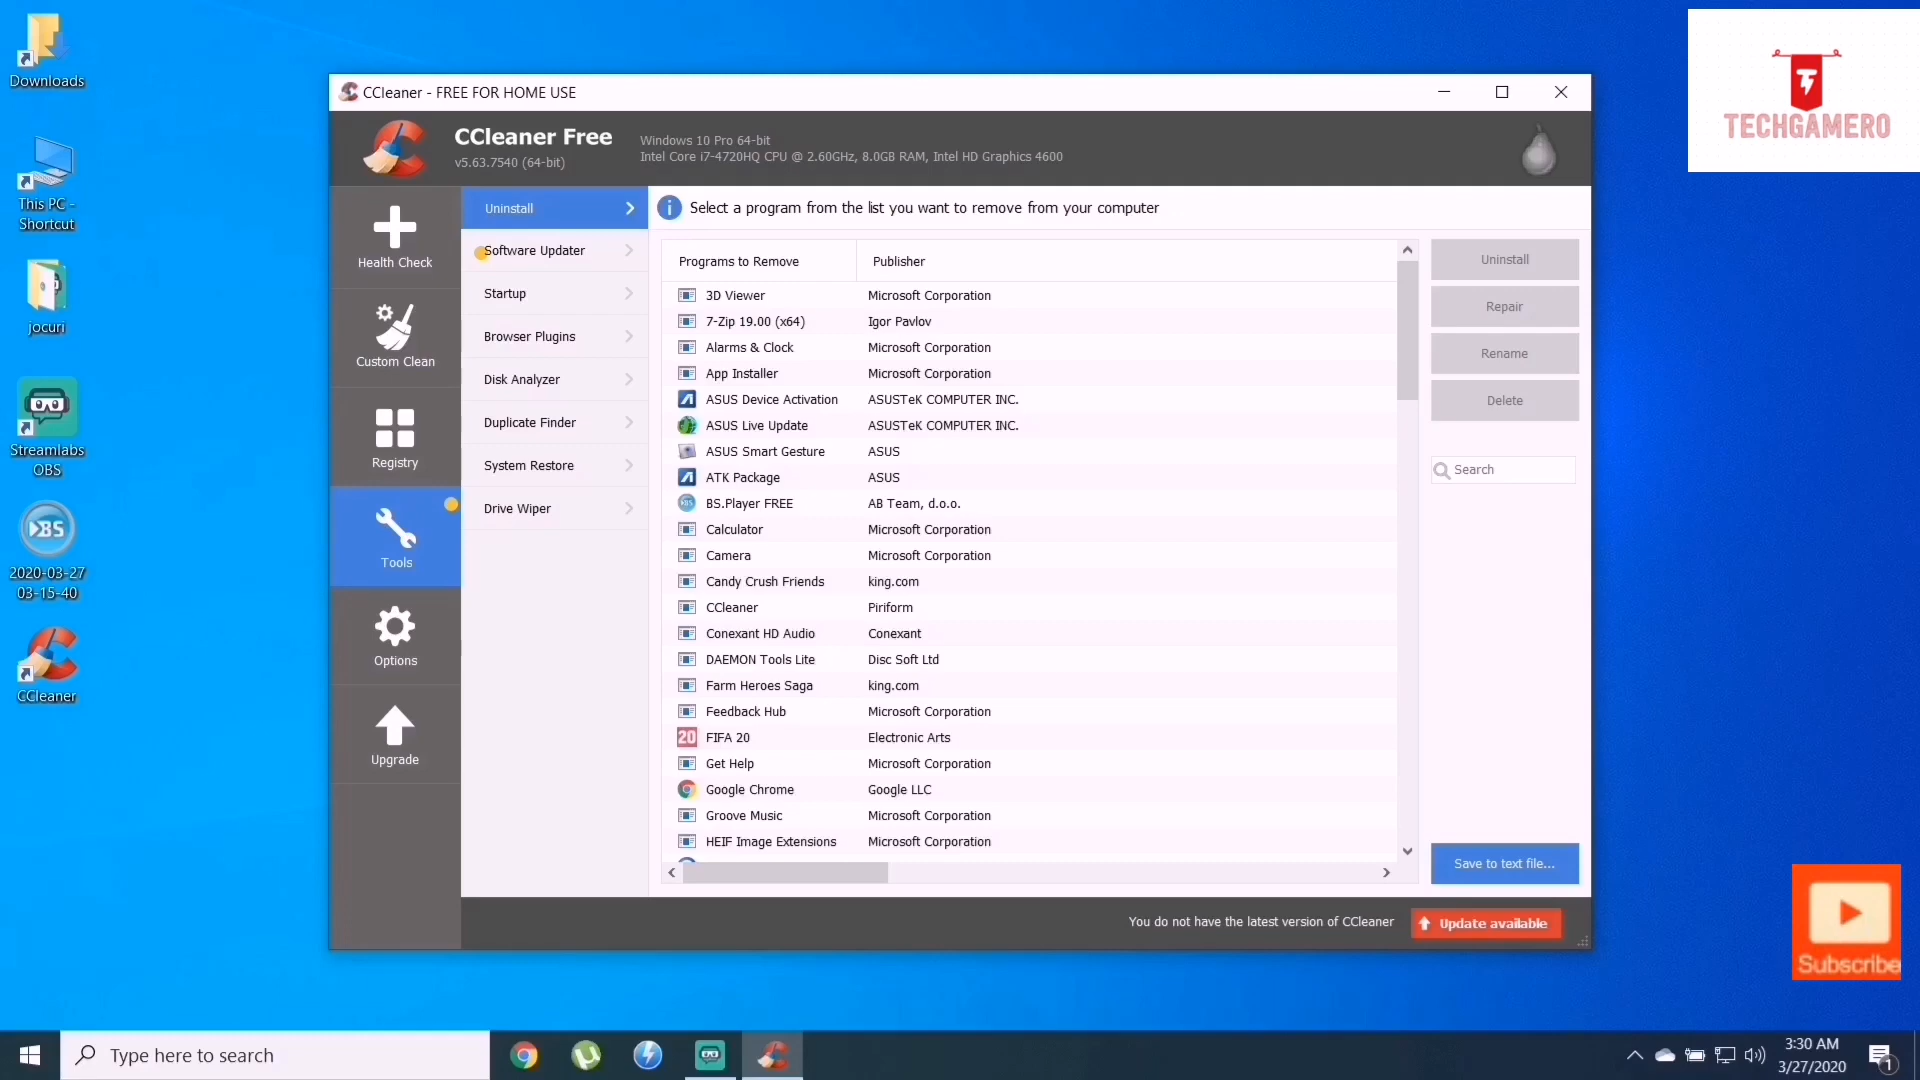 Downloads
This PC -
Shortcut
jocuri
Streamlabs
OBS
2020-03-27
03-15-40
CCleaner
CCleaner - FREE FOR HOME USE
CCleaner Free
v5.63.7540 (64-bit)
Windows 10 Pro 64-bit
Intel Core i7-4720HQ CPU @ 2.60GHz, 8.0GB RAM, Intel HD Graphics 4600
Health Check
Custom Clean
Registry
Tools
Options
Upgrade
Uninstall
Software Updater
Startup
Browser Plugins
Disk Analyzer
Duplicate Finder
System Restore
Drive Wiper
Select a program from the list you want to remove from your computer
Programs to Remove Publisher
3D Viewer Microsoft Corporation
7-Zip 19.00 (x64) Igor Pavlov
Alarms & Clock Microsoft Corporation
App Installer Microsoft Corporation
ASUS Device Activation ASUSTeK COMPUTER INC.
ASUS Live Update ASUSTeK COMPUTER INC.
ASUS Smart Gesture ASUS
ATK Package ASUS
BS.Player FREE AB Team, d.o.o.
Calculator Microsoft Corporation
Camera Microsoft Corporation
Candy Crush Friends king.com
CCleaner Piriform
Conexant HD Audio Conexant
DAEMON Tools Lite Disc Soft Ltd
Farm Heroes Saga king.com
Feedback Hub Microsoft Corporation
20 FIFA 20 Electronic Arts
Get Help Microsoft Corporation
Google Chrome Google LLC
Groove Music Microsoft Corporation
HEIF Image Extensions Microsoft Corporation
Uninstall
Repair
Rename
Delete
Search
Save to text file...
You do not have the latest version of CCleaner
Update available
TECHGAMERO
Subscribe
Type here to search
3:30 AM
3/27/2020
1